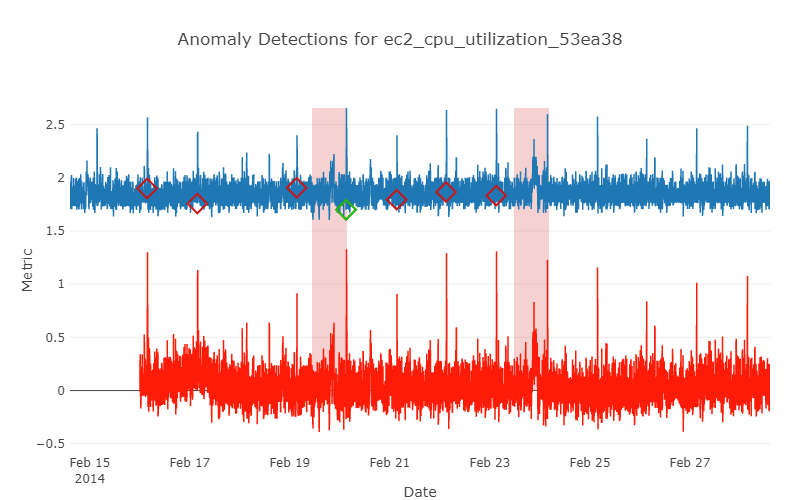 Anomaly Detections for ec2_cpu_utilization_53ea38
2.5
2
1.5
1
0.5
0
−0.5
Metric
Feb 15 Feb 17 Feb 19 Feb 21 Feb 23 Feb 25 Feb 27
2014
Date